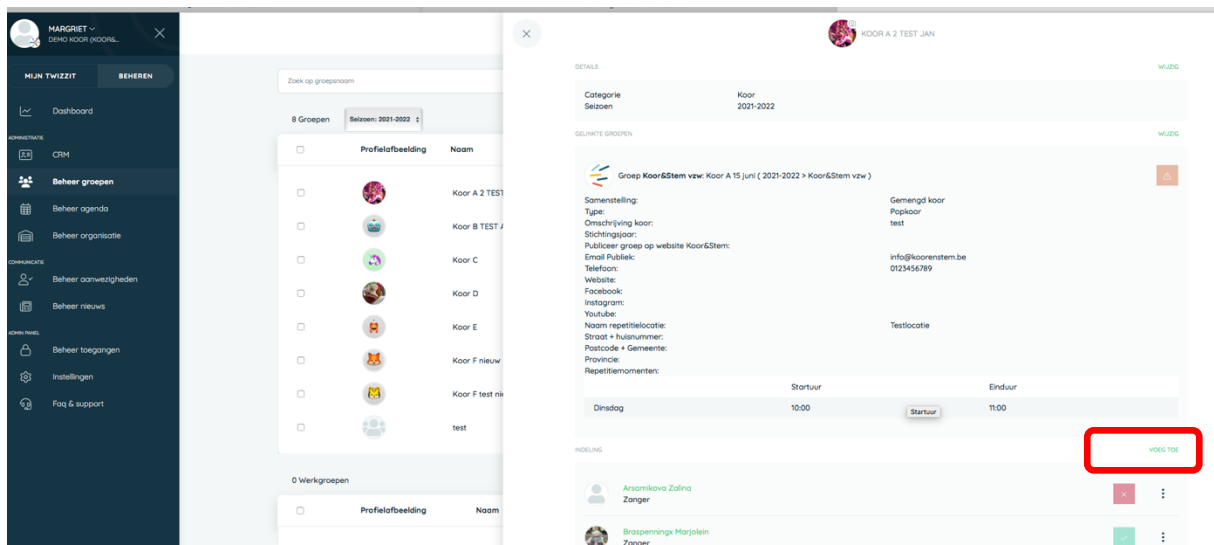 MARGRIET
DEMO KOOR (KOORS...
MIJN TWIZZIT
BEHEREN
Dashboard
ADMINISTRATIE
CRM
Beheer groepen
Beheer agenda
Beheer organisatie
COMMUNICATIE
Beheer aanwezigheden
Beheer nieuws
ADMIN PANEL
Beheer toegangen
Instellingen
Faq & support
Zoek op groepsnaam
8 Groepen
Seizoen: 2021-2022
Profielafbeelding Naam
Koor A 2 TEST
Koor B TEST
Koor C
Koor D
Koor E
Koor F nieuw
Koor F test
test
0 Werkgroepen
Profielafbeelding Naam
KOOR A 2 TEST JAN
DETAILS WIJZIG
Categorie Koor
Seizoen 2021-2022
GELINKTE GROEPEN WIJZIG
Groep Koor&Stem vzw: Koor A 15 juni ( 2021-2022 > Koor&Stem vzw )
Samenstelling: Gemengd koor
Type: Popkoor
Omschrijving koor: test
Stichtingsjaar:
Publiceer groep op website Koor&Stem:
Email Publiek: info@koorenstem.be
Telefoon: 0123456789
Website:
Facebook:
Instagram:
Youtube:
Naam repetitielocatie: Testlocatie
Straat + huisnummer:
Postcode + Gemeente:
Provincie:
Repetitiemomenten:
Startuur Einduur
Dinsdag 10:00 11:00
Startuur
INDELING VOEG TOE
Arsamikova Zalina
Zanger
Braspenningx Marjolein
Zanger